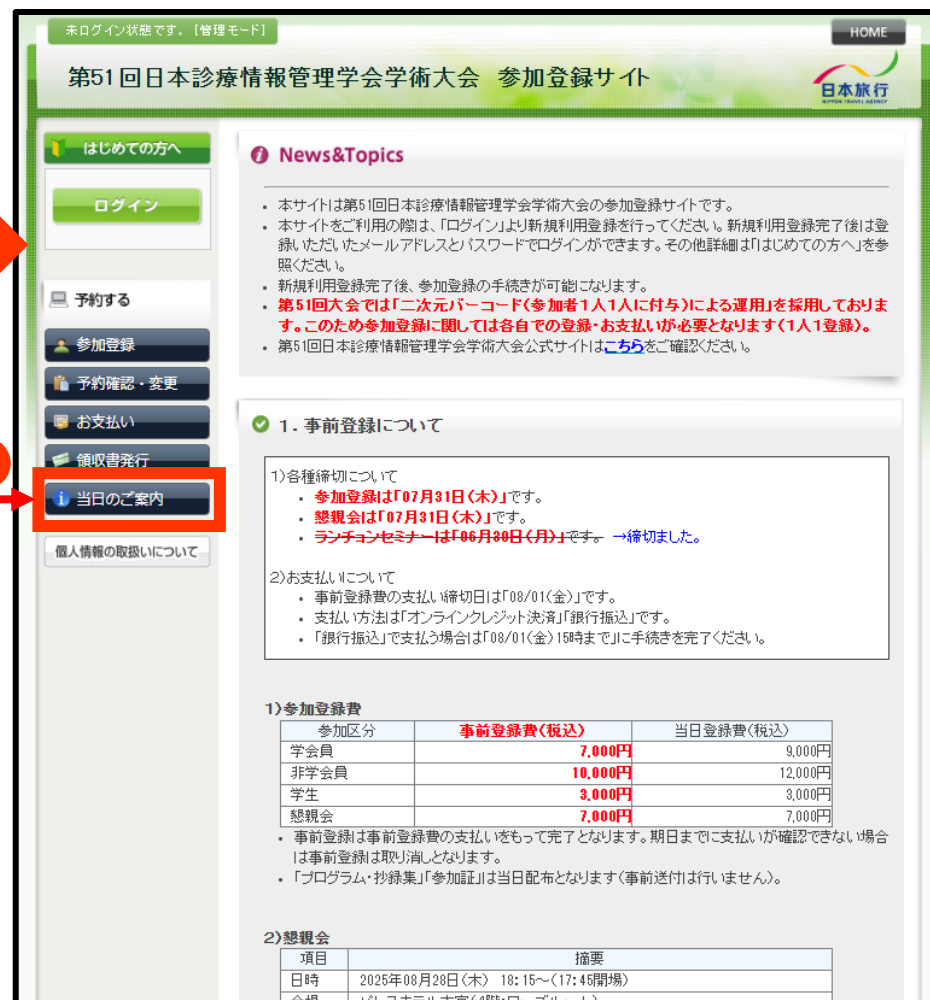 未ログイン状態です。[管理モード]
HOME
第51回日本診療情報管理学会学術大会 参加登録サイト
日本旅行
NIPPON TRAVEL AGENCY
はじめての方へ
ログイン
予約する
参加登録
予約確認・変更
お支払い
領収書発行
当日のご案内
個人情報の取扱いについて
News&Topics
・ 本サイトは第51回日本診療情報管理学会学術大会の参加登録サイトです。
・ 本サイトをご利用の際は、「ログイン」より新規利用登録を行ってください。新規利用登録完了後は登
録いただいたメールアドレスとパスワードでログインができます。その他詳細は「はじめての方へ」を参
照ください。
・ 新規利用登録完了後、参加登録の手続きが可能になります。
・ 第51回大会では「二次元バーコード(参加者1人1人に付与)による運用」を採用しておりま
す。このため参加登録に関しては各自での登録・お支払いが必要となります(1人1登録)。
・ 第51回日本診療情報管理学会学術大会公式サイトはこちらをご確認ください。
1. 事前登録について
1)各種締切について
・ 参加登録は「07月31日(木)」です。
・ 懇親会は「07月31日(木)」です。
・ ランチョンセミナーは「06月30日(月)」です。 →締切ました。
2)お支払いについて
・ 事前登録費の支払い締切日は「08/01(金)」です。
・ 支払い方法は「オンラインクレジット決済」「銀行振込」です。
・ 「銀行振込」で支払う場合は「08/01(金)15時まで」に手続きを完了ください。
1)参加登録費
参加区分 事前登録費(税込) 当日登録費(税込)
学会員 7,000円 9,000円
非学会員 10,000円 12,000円
学生 3,000円 3,000円
懇親会 7,000円 7,000円
・ 事前登録は事前登録費の支払いをもって完了となります。期日までに支払いが確認できない場合
は事前登録は取り消しとなります。
・ 「プログラム・抄録集」「参加証」は当日配布となります(事前送付は行いません)。
2)懇親会
項目 摘要
日時 2025年08月28日(木) 18:15～(17:45開場)